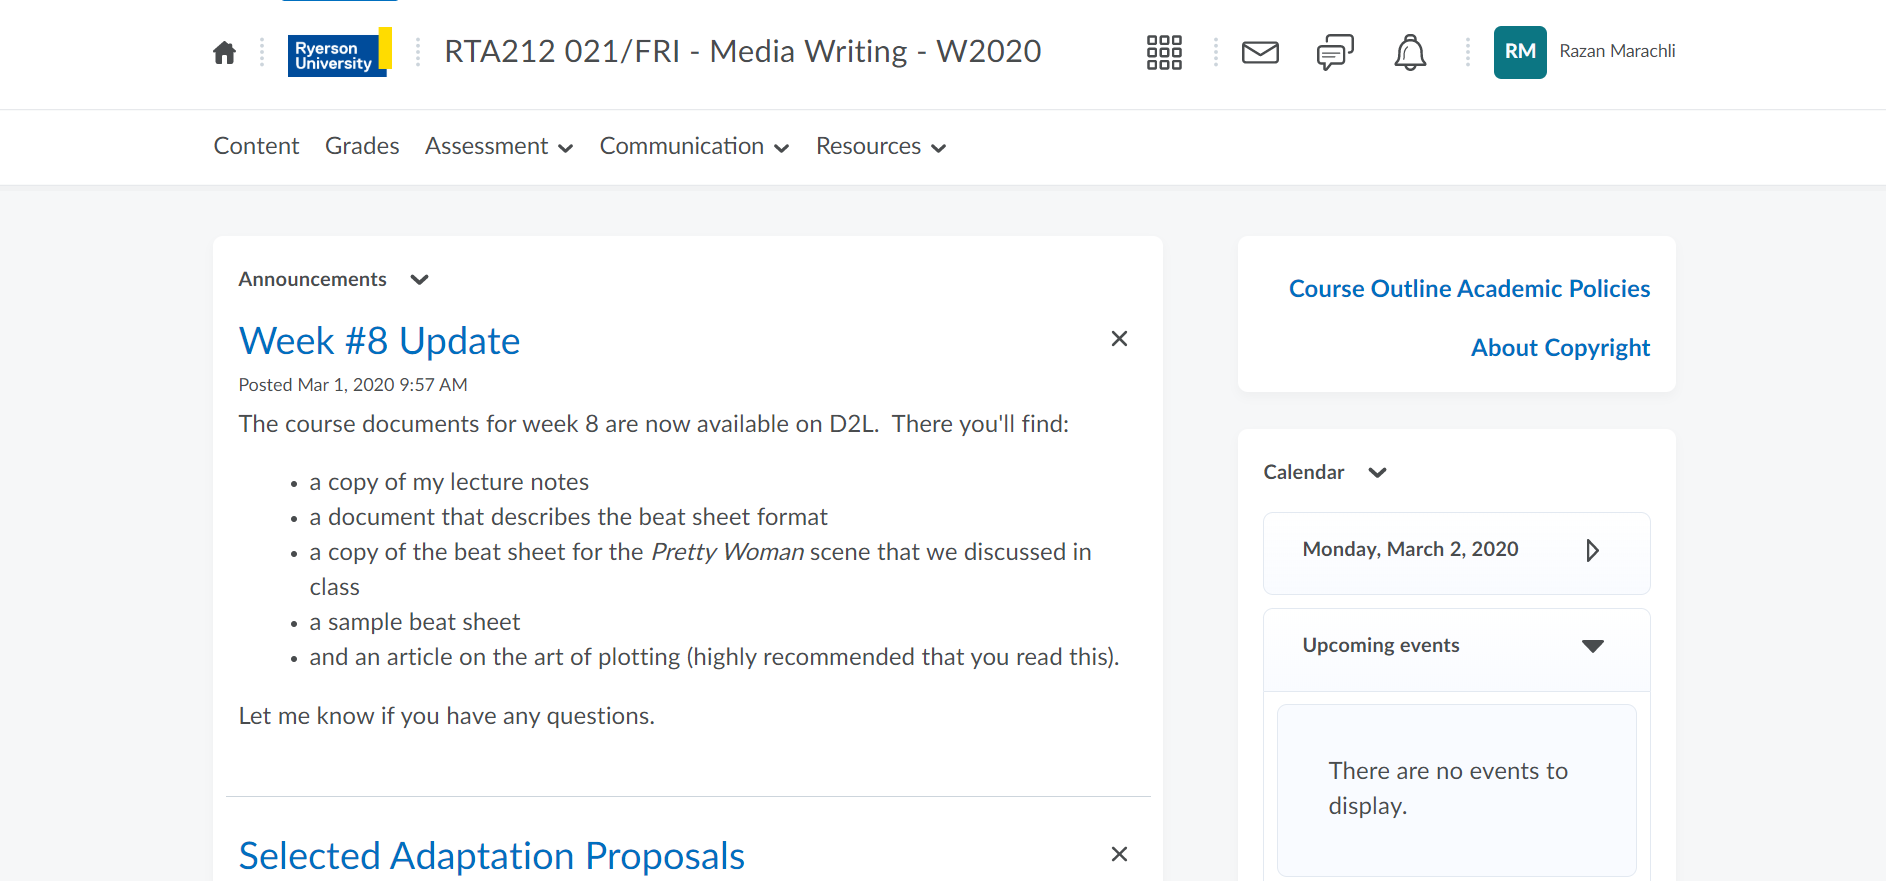 Ryerson
University
RTA212 021/FRI - Media Writing - W2020
RM
Razan Marachli
Content
Grades
Assessment
Communication
Resources
Announcements
Week #8 Update
Posted Mar 1, 2020 9:57 AM
The course documents for week 8 are now available on D2L. There you'll find:
• a copy of my lecture notes
• a document that describes the beat sheet format
• a copy of the beat sheet for the Pretty Woman scene that we discussed in
class
• a sample beat sheet
• and an article on the art of plotting (highly recommended that you read this).
Let me know if you have any questions.
Selected Adaptation Proposals
Course Outline Academic Policies
About Copyright
Calendar
Monday, March 2, 2020
Upcoming events
There are no events to
display.